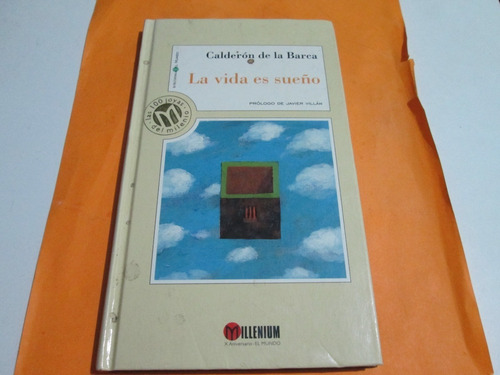 Calderón de la Barca
La vida es sueño
PRÓLOGO DE JAVIER VILLÁN
las 100 joyas
del milenio
MILLENIUM
X Aniversario EL MUNDO